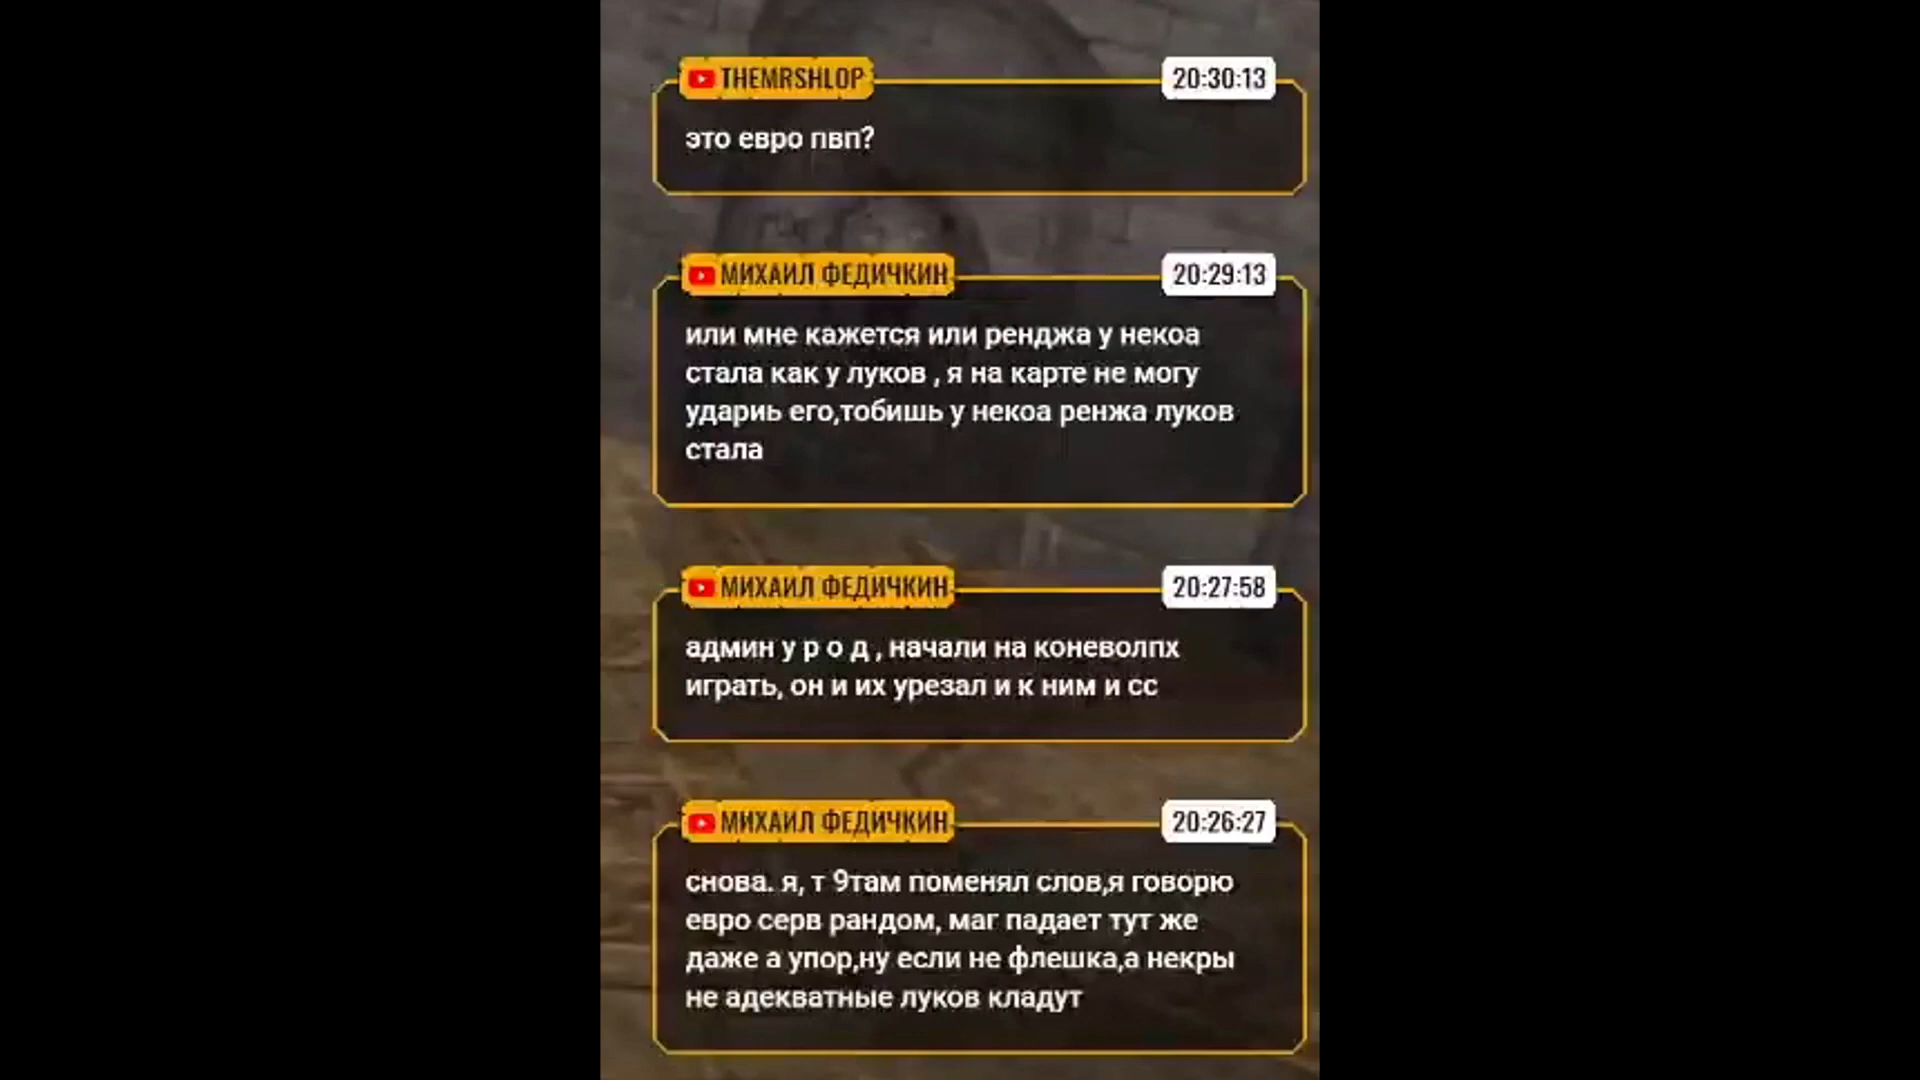 THEMRSHLOP 20:30:13
это евро пвп?
МИХАИЛ ФЕДИЧКИН 20:29:13
или мне кажется или ренджа у некоа
стала как у луков , я на карте не могу
удариь его,тобишь у некоа ренжа луков
стала
МИХАИЛ ФЕДИЧКИН 20:27:58
админ у р о д , начали на коневолпх
играть, он и их урезал и к ним и сс
МИХАИЛ ФЕДИЧКИН 20:26:27
снова. я, т 9там поменял слов,я говорю
евро серв рандом, маг падает тут же
даже а упор,ну если не флешка,а некры
не адекватные луков кладут